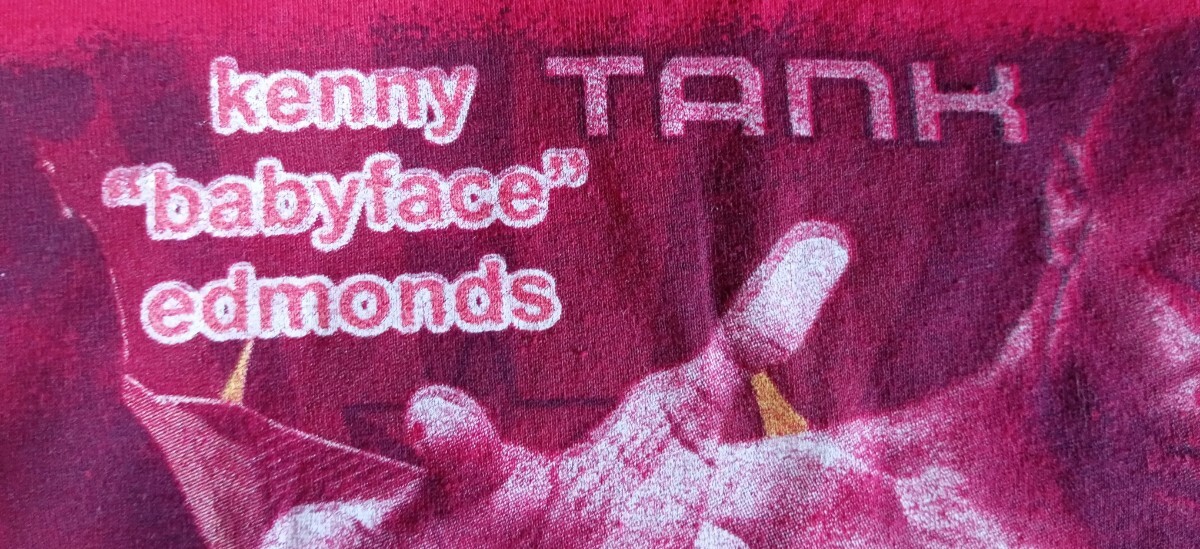 kenny
“babyface”
edmonds
TANK